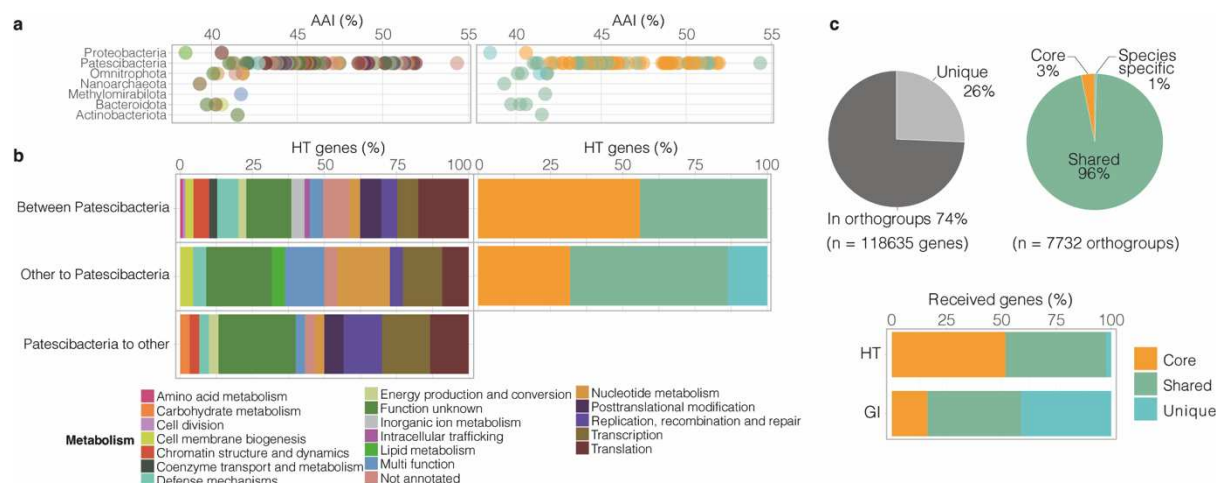 a
AAI (%)
40 45 50 55
Proteobacteria
Patescibacteria
Omnitrophota
Nanoarchaeota
Methylomirabilota
Bacteroidota
Actinobacteriota
AAI (%)
40 45 50 55
b
HT genes (%)
0 25 50 75 100
HT genes (%)
0 25 50 75 100
Between Patescibacteria
Other to Patescibacteria
Patescibacteria to other
Metabolism
Amino acid metabolism
Carbohydrate metabolism
Cell division
Cell membrane biogenesis
Chromatin structure and dynamics
Coenzyme transport and metabolism
Defense mechanisms
Energy production and conversion
Function unknown
Inorganic ion metabolism
Intracellular trafficking
Lipid metabolism
Multi function
Not annotated
Nucleotide metabolism
Posttranslational modification
Replication, recombination and repair
Transcription
Translation
c
Unique
26%
In orthogroups 74%
(n = 118635 genes)
Core
3%
Species
specific
1%
Shared
96%
(n = 7732 orthogroups)
Received genes (%)
0 25 50 75 100
HT
GI
Core
Shared
Unique